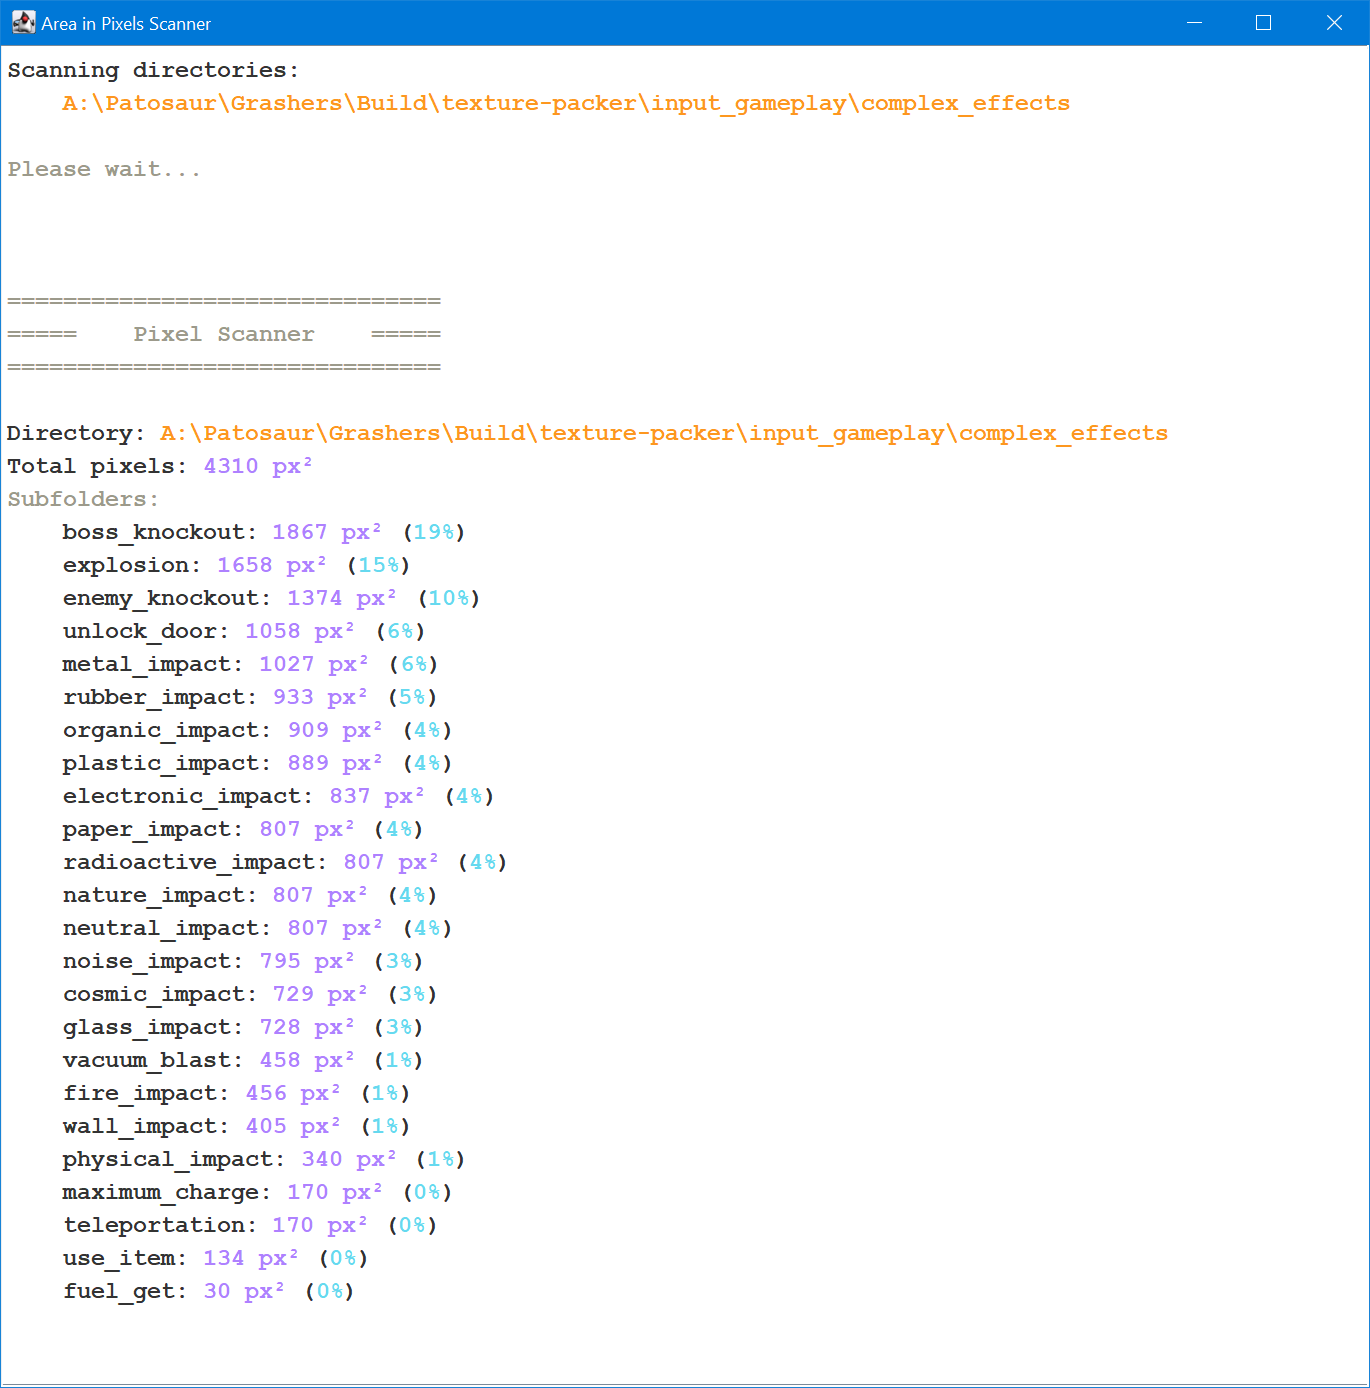 Area in Pixels Scanner
Scanning directories:
A:\Patosaur\Grashers\Build\texture-packer\input_gameplay\complex_effects
Please wait...
===============================
===== Pixel Scanner =====
===============================
Directory: A:\Patosaur\Grashers\Build\texture-packer\input_gameplay\complex_effects
Total pixels: 4310 px²
Subfolders:
boss_knockout: 1867 px² (19%)
explosion: 1658 px² (15%)
enemy_knockout: 1374 px² (10%)
unlock_door: 1058 px² (6%)
metal_impact: 1027 px² (6%)
rubber_impact: 933 px² (5%)
organic_impact: 909 px² (4%)
plastic_impact: 889 px² (4%)
electronic_impact: 837 px² (4%)
paper_impact: 807 px² (4%)
radioactive_impact: 807 px² (4%)
nature_impact: 807 px² (4%)
neutral_impact: 807 px² (4%)
noise_impact: 795 px² (3%)
cosmic_impact: 729 px² (3%)
glass_impact: 728 px² (3%)
vacuum_blast: 458 px² (1%)
fire_impact: 456 px² (1%)
wall_impact: 405 px² (1%)
physical_impact: 340 px² (1%)
maximum_charge: 170 px² (0%)
teleportation: 170 px² (0%)
use_item: 134 px² (0%)
fuel_get: 30 px² (0%)